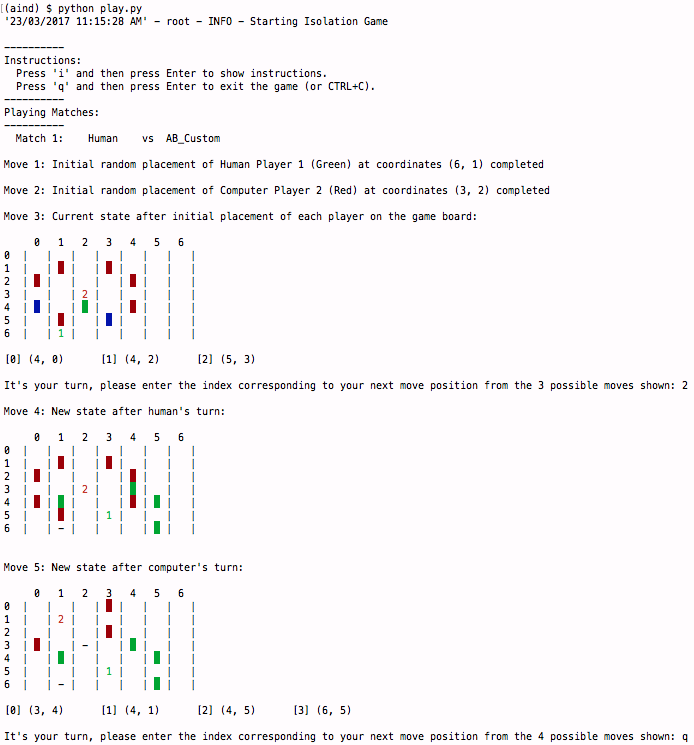 (aind) $ python play.py
'23/03/2017 11:15:28 AM' - root - INFO - Starting Isolation Game
----------
Instructions:
  Press 'i' and then press Enter to show instructions.
  Press 'q' and then press Enter to exit the game (or CTRL+C).
----------
Playing Matches:
----------
  Match 1:    Human    vs  AB_Custom
Move 1: Initial random placement of Human Player 1 (Green) at coordinates (6, 1) completed
Move 2: Initial random placement of Computer Player 2 (Red) at coordinates (3, 2) completed
Move 3: Current state after initial placement of each player on the game board:
     0   1   2   3   4   5   6
0  |   |   |   |   |   |   |   |
1  |   |   |   |   |   |   |   |
2  |   |   |   |   |   |   |   |
3  |   |   | 2 |   |   |   |   |
4  |   |   |   |   |   |   |   |
5  |   |   |   |   |   |   |   |
6  |   | 1 |   |   |   |   |   |
[0] (4, 0)      [1] (4, 2)      [2] (5, 3)
It's your turn, please enter the index corresponding to your next move position from the 3 possible moves shown: 2
Move 4: New state after human's turn:
     0   1   2   3   4   5   6
0  |   |   |   |   |   |   |   |
1  |   |   |   |   |   |   |   |
2  |   |   |   |   |   |   |   |
3  |   |   | 2 |   |   |   |   |
4  |   |   |   |   |   |   |   |
5  |   |   |   | 1 |   |   |   |
6  |   | - |   |   |   |   |   |
Move 5: New state after computer's turn:
     0   1   2   3   4   5   6
0  |   |   |   |   |   |   |   |
1  |   | 2 |   |   |   |   |   |
2  |   |   |   |   |   |   |   |
3  |   |   | - |   |   |   |   |
4  |   |   |   |   |   |   |   |
5  |   |   |   | 1 |   |   |   |
6  |   | - |   |   |   |   |   |
[0] (3, 4)      [1] (4, 1)      [2] (4, 5)      [3] (6, 5)
It's your turn, please enter the index corresponding to your next move position from the 4 possible moves shown: q